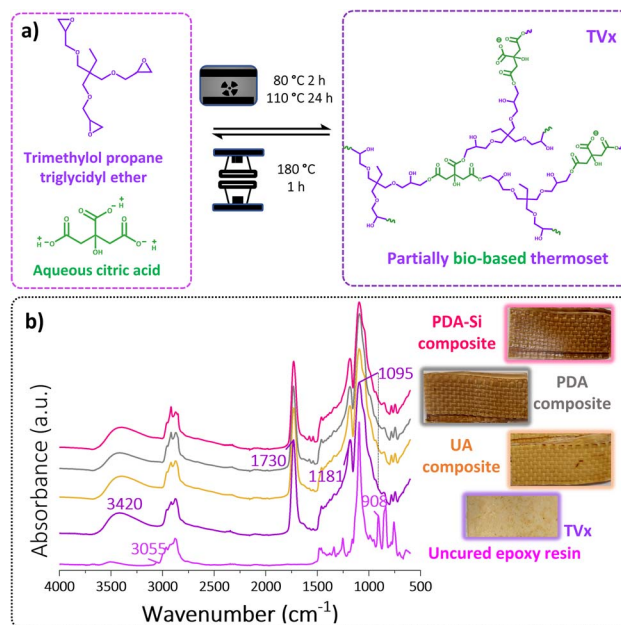 a)
TVx
80 °C 2 h
110 °C 24 h
180 °C
1 h
Trimethylol propane
triglycidyl ether
Aqueous citric acid
Partially bio-based thermoset
b)
PDA-Si
composite
1095
PDA
composite
1730
1181
UA
composite
3420
908
TVx
3055
Uncured epoxy resin
Absorbance (a.u.)
4000 3500 3000 2500 2000 1500 1000 500
Wavenumber (cm⁻¹)